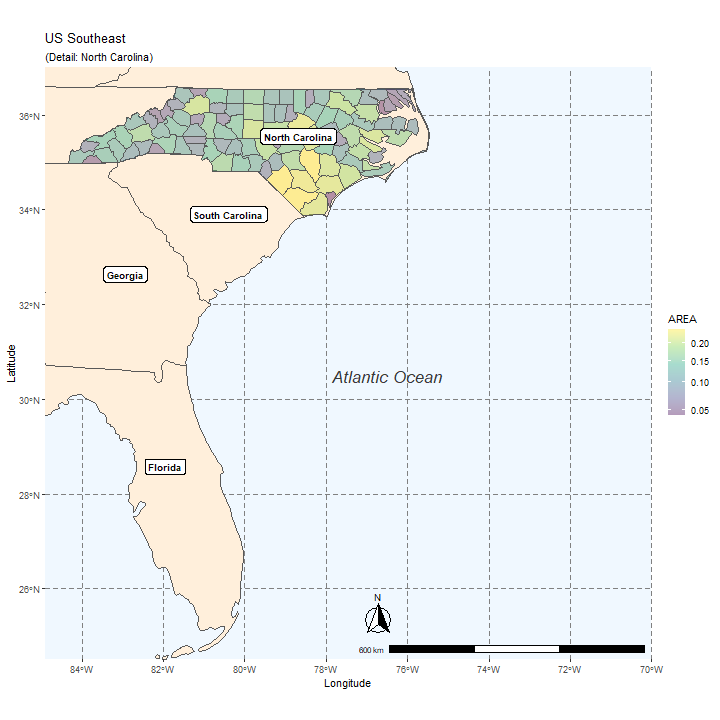 US Southeast
(Detail: North Carolina)
36°N
34°N
32°N
30°N
28°N
26°N
Latitude
North Carolina
South Carolina
Georgia
Florida
Atlantic Ocean
N
600 km
84°W
82°W
80°W
78°W
76°W
74°W
72°W
70°W
Longitude
AREA
0.20
0.15
0.10
0.05